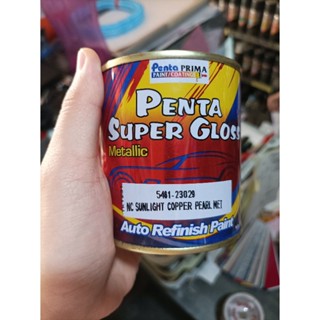 Penta PRIMA
PAINT/COATING
PENTA
SUPER GLOSS
Metallic
5401-23029
NC SUNLIGHT COPPER PEARL MET
Auto Refinish Paint